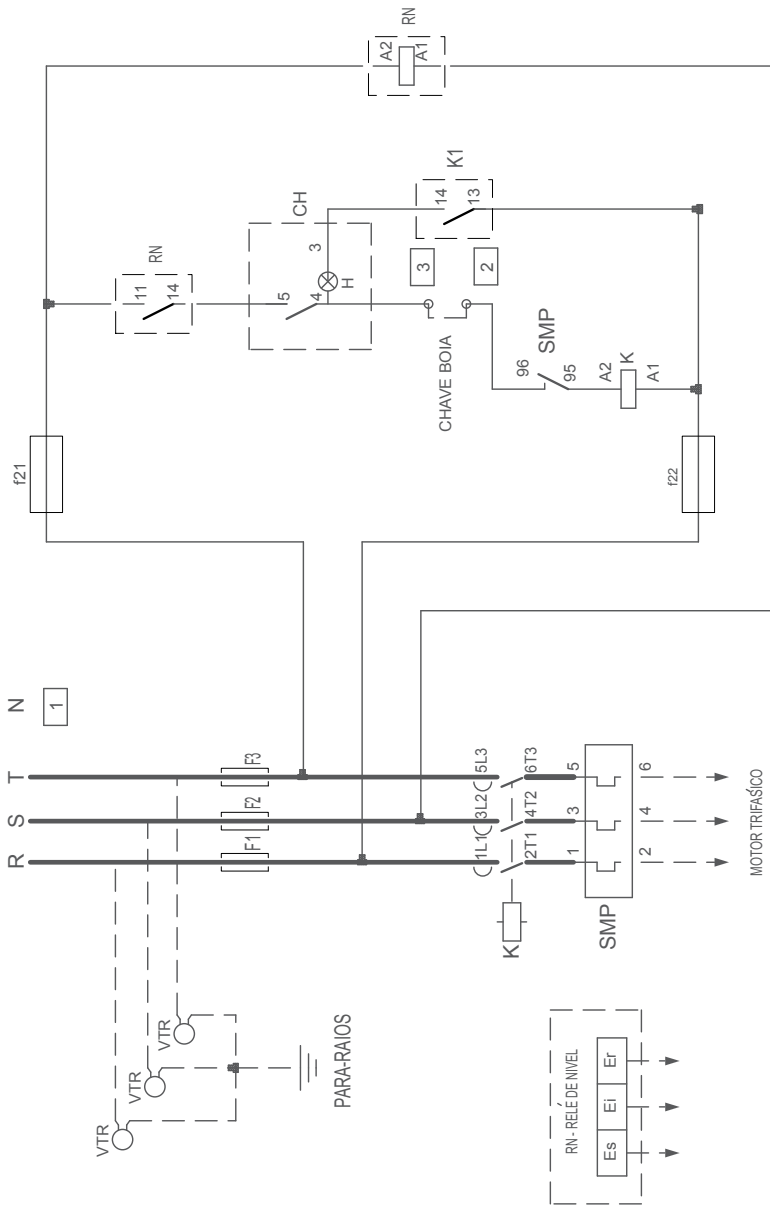 R S T N
1
F1 F2 F3
VTR
VTR
VTR
PARA-RAIOS
1L1 3L2 5L3
K
2T1 4T2 6T3
1 3 5
SMP
2 4 6
MOTOR TRIFASÍCO
RN - RELÉ DE NIVEL
Es Ei Er
f21
f22
RN
11
14
CH
5
4
3
H
K1
14
13
3
2
CHAVE BOIA
96
SMP
95
A2
K
A1
RN
A2
A1